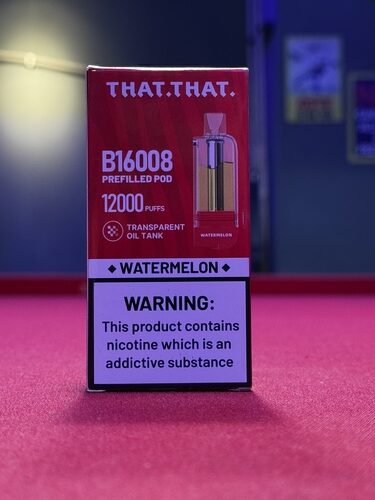 THAT.THAT.
B16008
PREFILLED POD
12000 PUFFS
TRANSPARENT
OIL TANK
WATERMELON
WATERMELON
WARNING:
This product contains
nicotine which is an
addictive substance